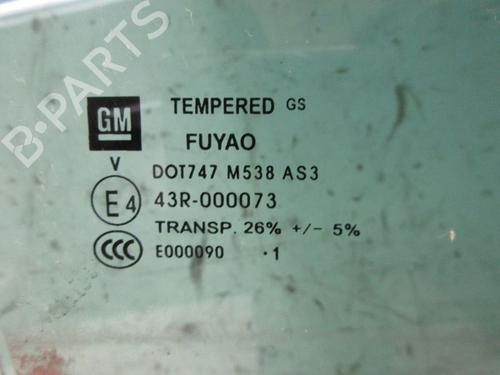 B-PARTS
GM TEMPERED GS
FUYAO
V DOT747 M538 AS3
E4 43R-000073
TRANSP. 26% +/- 5%
CCC E000090 ·1